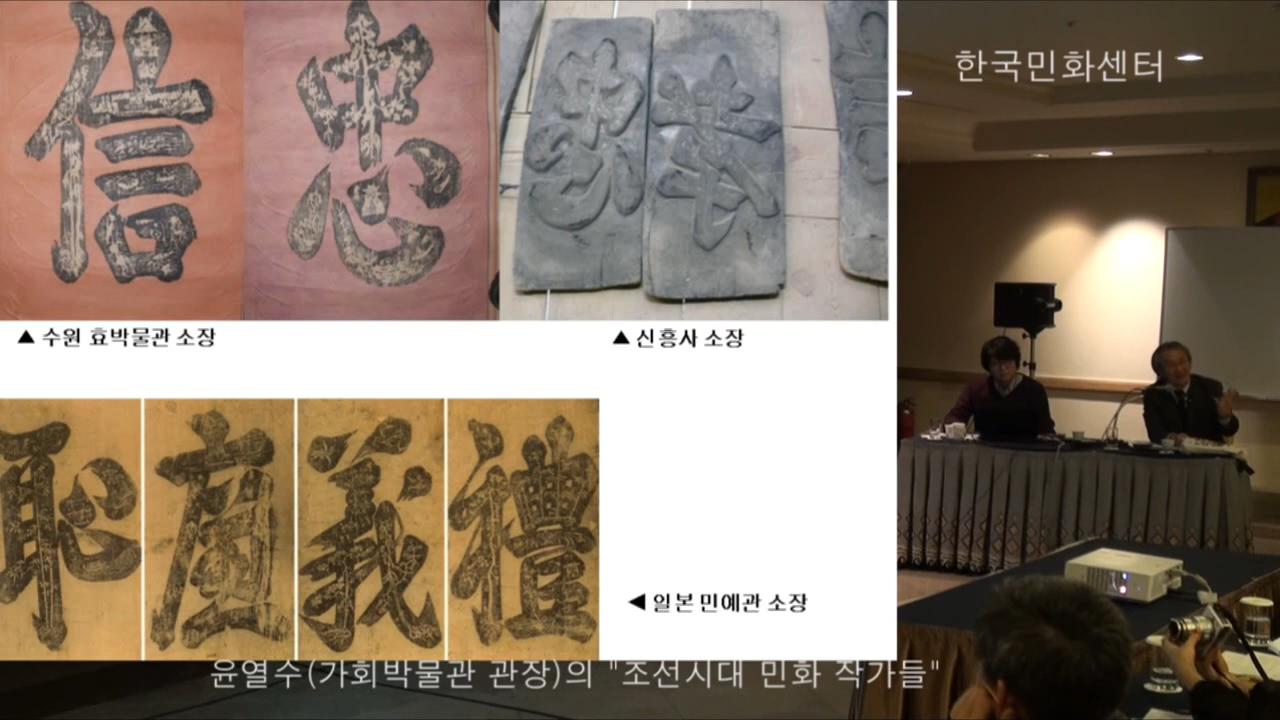 信 忠
忠 恭
한국민화센터
▲ 수원 효박물관 소장
▲ 신흥사 소장
恥 廉 義 禮
◀ 일본 민예관 소장
윤열수(가회박물관 관장)의 "조선시대 민화 작가들"